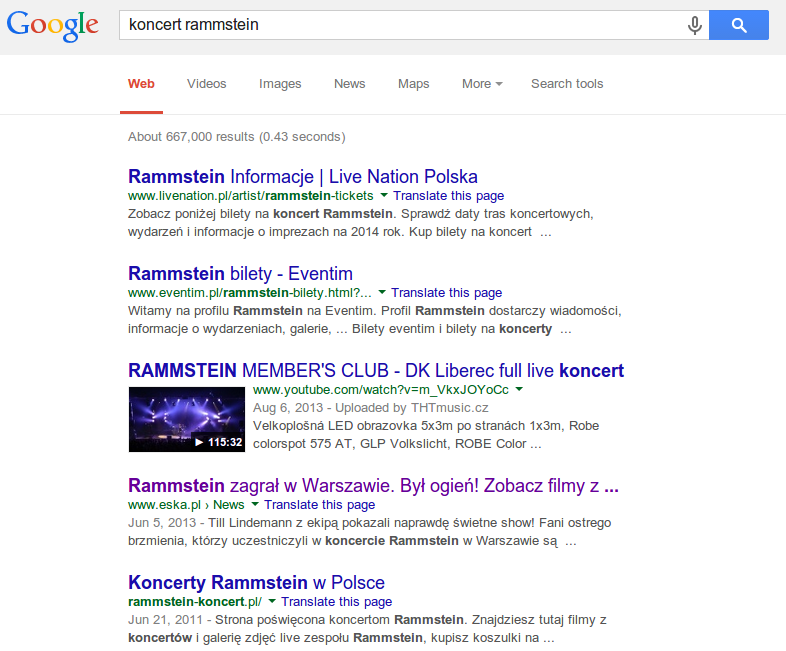 Google koncert rammstein
Web Videos Images News Maps More Search tools
About 667,000 results (0.43 seconds)
Rammstein Informacje | Live Nation Polska
www.livenation.pl/artist/rammstein-tickets Translate this page
Zobacz poniżej bilety na koncert Rammstein. Sprawdź daty tras koncertowych,
wydarzeń i informacje o imprezach na 2014 rok. Kup bilety na koncert ...
Rammstein bilety - Eventim
www.eventim.pl/rammstein-bilety.html?... Translate this page
Witamy na profilu Rammstein na Eventim. Profil Rammstein dostarczy wiadomości,
informacje o wydarzeniach, galerie, ... Bilety eventim i bilety na koncerty ...
RAMMSTEIN MEMBER'S CLUB - DK Liberec full live koncert
www.youtube.com/watch?v=m_VkxJOYoCc
Aug 6, 2013 - Uploaded by THTmusic.cz
Velkoplošná LED obrazovka 5x3m po stranách 1x3m, Robe
colorspot 575 AT, GLP Volkslicht, ROBE Color ...
115:32
Rammstein zagrał w Warszawie. Był ogień! Zobacz filmy z ...
www.eska.pl › News Translate this page
Jun 5, 2013 - Till Lindemann z ekipą pokazali naprawdę świetne show! Fani ostrego
brzmienia, którzy uczestniczyli w koncercie Rammstein w Warszawie są ...
Koncerty Rammstein w Polsce
rammstein-koncert.pl/ Translate this page
Jun 21, 2011 - Strona poświęcona koncertom Rammstein. Znajdziesz tutaj filmy z
koncertów i galerię zdjęć live zespołu Rammstein, kupisz koszulki na ...